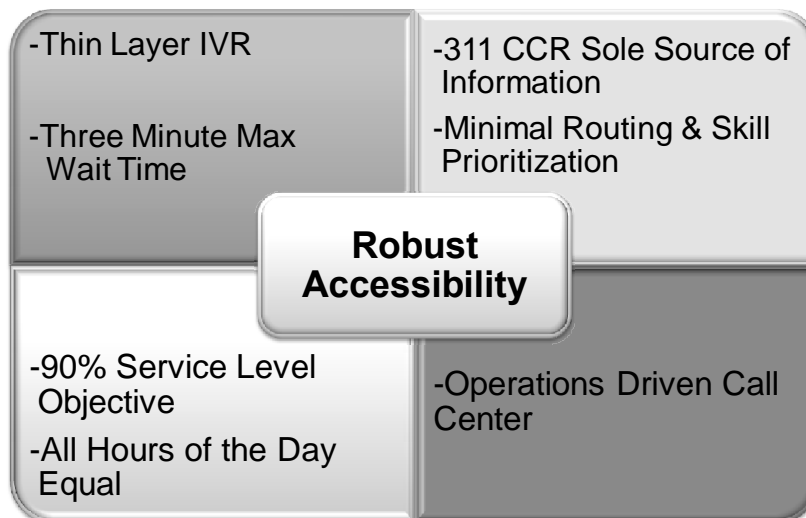 -Thin Layer IVR
-Three Minute Max
Wait Time
-311 CCR Sole Source of
Information
-Minimal Routing & Skill
Prioritization
Robust
Accessibility
-90% Service Level
Objective
-All Hours of the Day
Equal
-Operations Driven Call
Center